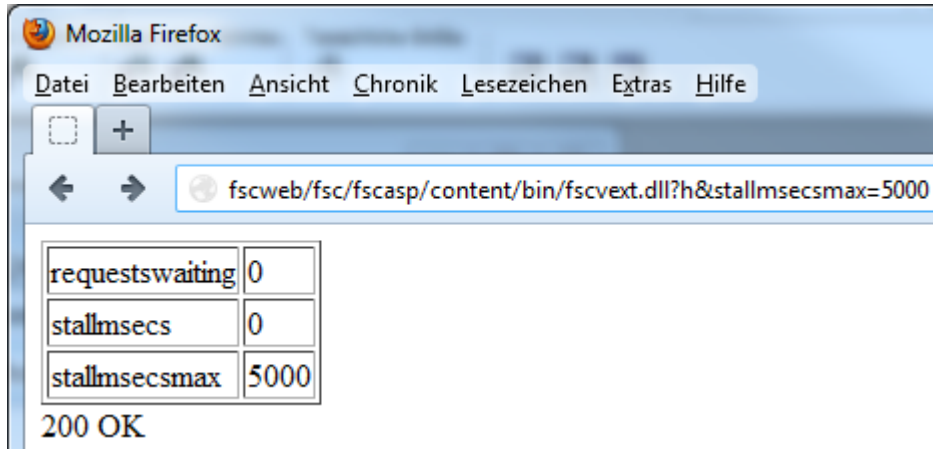 Mozilla Firefox
Datei Bearbeiten Ansicht Chronik Lesezeichen Extras Hilfe
fscweb/fsc/fscasp/content/bin/fscvext.dll?h&stallmsecsmax=5000
requestswaiting 0
stallmsecs 0
stallmsecsmax 5000
200 OK